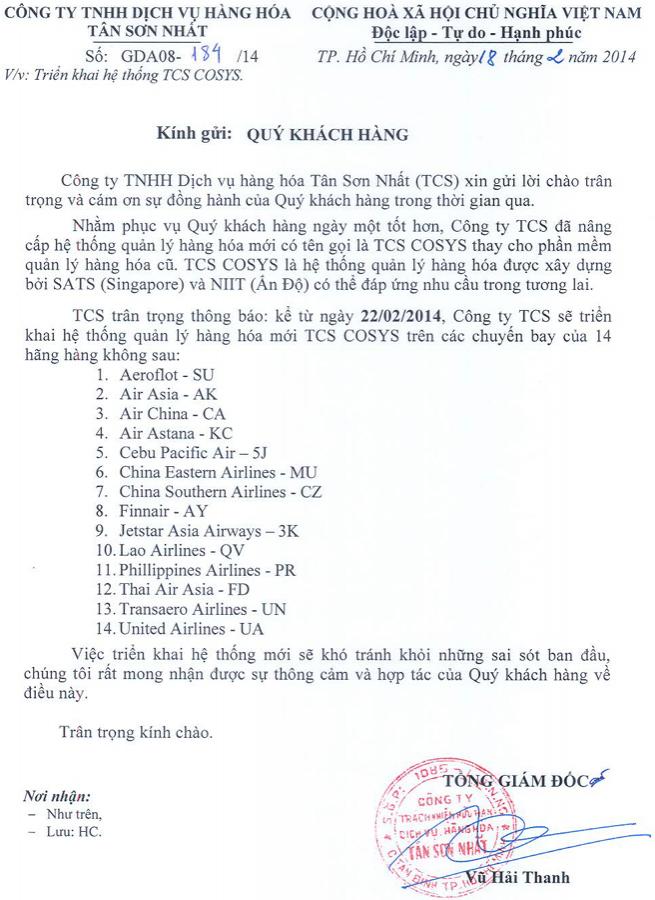 CÔNG TY TNHH DỊCH VỤ HÀNG HÓA
TÂN SƠN NHẤT
Số: GDA08- 184 /14
V/v: Triển khai hệ thống TCS COSYS.
CỘNG HOÀ XÃ HỘI CHỦ NGHĨA VIỆT NAM
Độc lập - Tự do - Hạnh phúc
TP. Hồ Chí Minh, ngày 18 tháng 2 năm 2014
Kính gửi: QUÝ KHÁCH HÀNG
Công ty TNHH Dịch vụ hàng hóa Tân Sơn Nhất (TCS) xin gửi lời chào trân
trọng và cám ơn sự đồng hành của Quý khách hàng trong thời gian qua.
Nhằm phục vụ Quý khách hàng ngày một tốt hơn, Công ty TCS đã nâng
cấp hệ thống quản lý hàng hóa mới có tên gọi là TCS COSYS thay cho phần mềm
quản lý hàng hóa cũ. TCS COSYS là hệ thống quản lý hàng hóa được xây dựng
bởi SATS (Singapore) và NIIT (Ấn Độ) có thể đáp ứng nhu cầu trong tương lai.
TCS trân trọng thông báo: kể từ ngày 22/02/2014, Công ty TCS sẽ triển
khai hệ thống quản lý hàng hóa mới TCS COSYS trên các chuyến bay của 14
hãng hàng không sau:
1. Aeroflot - SU
2. Air Asia - AK
3. Air China - CA
4. Air Astana - KC
5. Cebu Pacific Air – 5J
6. China Eastern Airlines - MU
7. China Southern Airlines - CZ
8. Finnair - AY
9. Jetstar Asia Airways – 3K
10. Lao Airlines - QV
11. Phillippines Airlines - PR
12. Thai Air Asia - FD
13. Transaero Airlines - UN
14. United Airlines - UA
Việc triển khai hệ thống mới sẽ khó tránh khỏi những sai sót ban đầu,
chúng tôi rất mong nhận được sự thông cảm và hợp tác của Quý khách hàng về
điều này.
Trân trọng kính chào.
Nơi nhận:
– Như trên,
– Lưu: HC.
TỔNG GIÁM ĐỐC
CÔNG TY
TRÁCH NHIỆM HỮU HẠN
DỊCH VỤ HÀNG HÓA
TÂN SƠN NHẤT
Vũ Hải Thanh